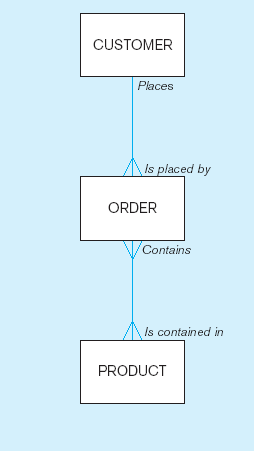 CUSTOMER
Places
Is placed by
ORDER
Contains
Is contained in
PRODUCT